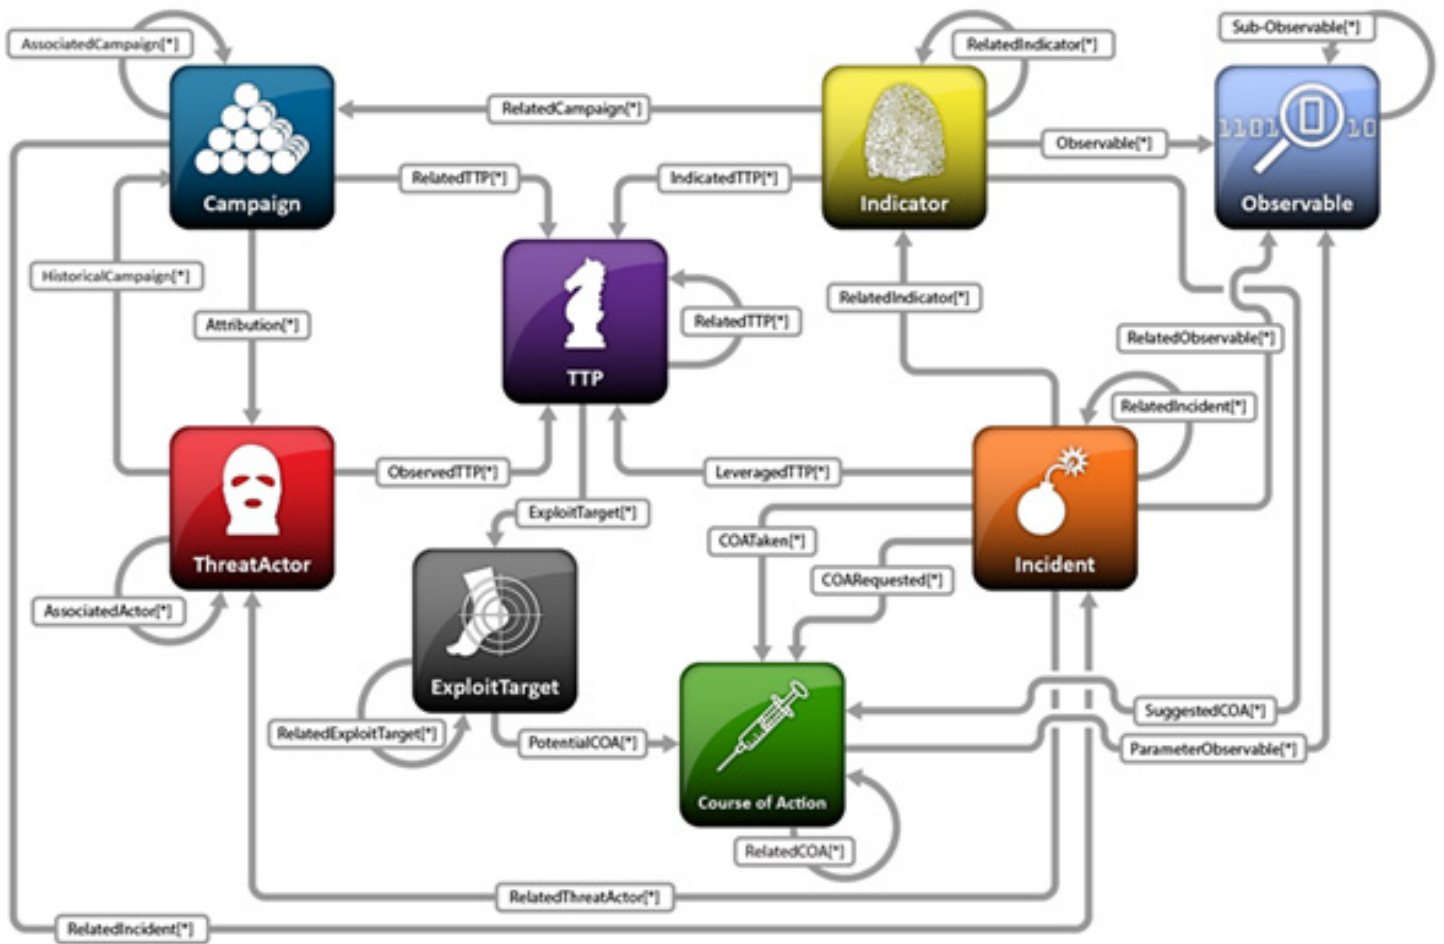 AssociatedCampaign[*]
RelatedIndicator[*]
Sub-Observable[*]
RelatedCampaign[*]
1101 0 10
Observable[*]
Campaign
RelatedTTP[*]
IndicatedTTP[*]
Indicator
Observable
HistoricalCampaign[*]
Attribution[*]
RelatedTTP[*]
TTP
RelatedIndicator[*]
RelatedObservable[*]
RelatedIncident[*]
ThreatActor
ObservedTTP[*]
LeveragedTTP[*]
ExploitTarget[*]
COATaken[*]
COARequested[*]
Incident
AssociatedActor[*]
ExploitTarget
RelatedExploitTarget[*]
PotentialCOA[*]
SuggestedCOA[*]
ParameterObservable[*]
Course of Action
RelatedCOA[*]
RelatedThreatActor[*]
RelatedIncident[*]